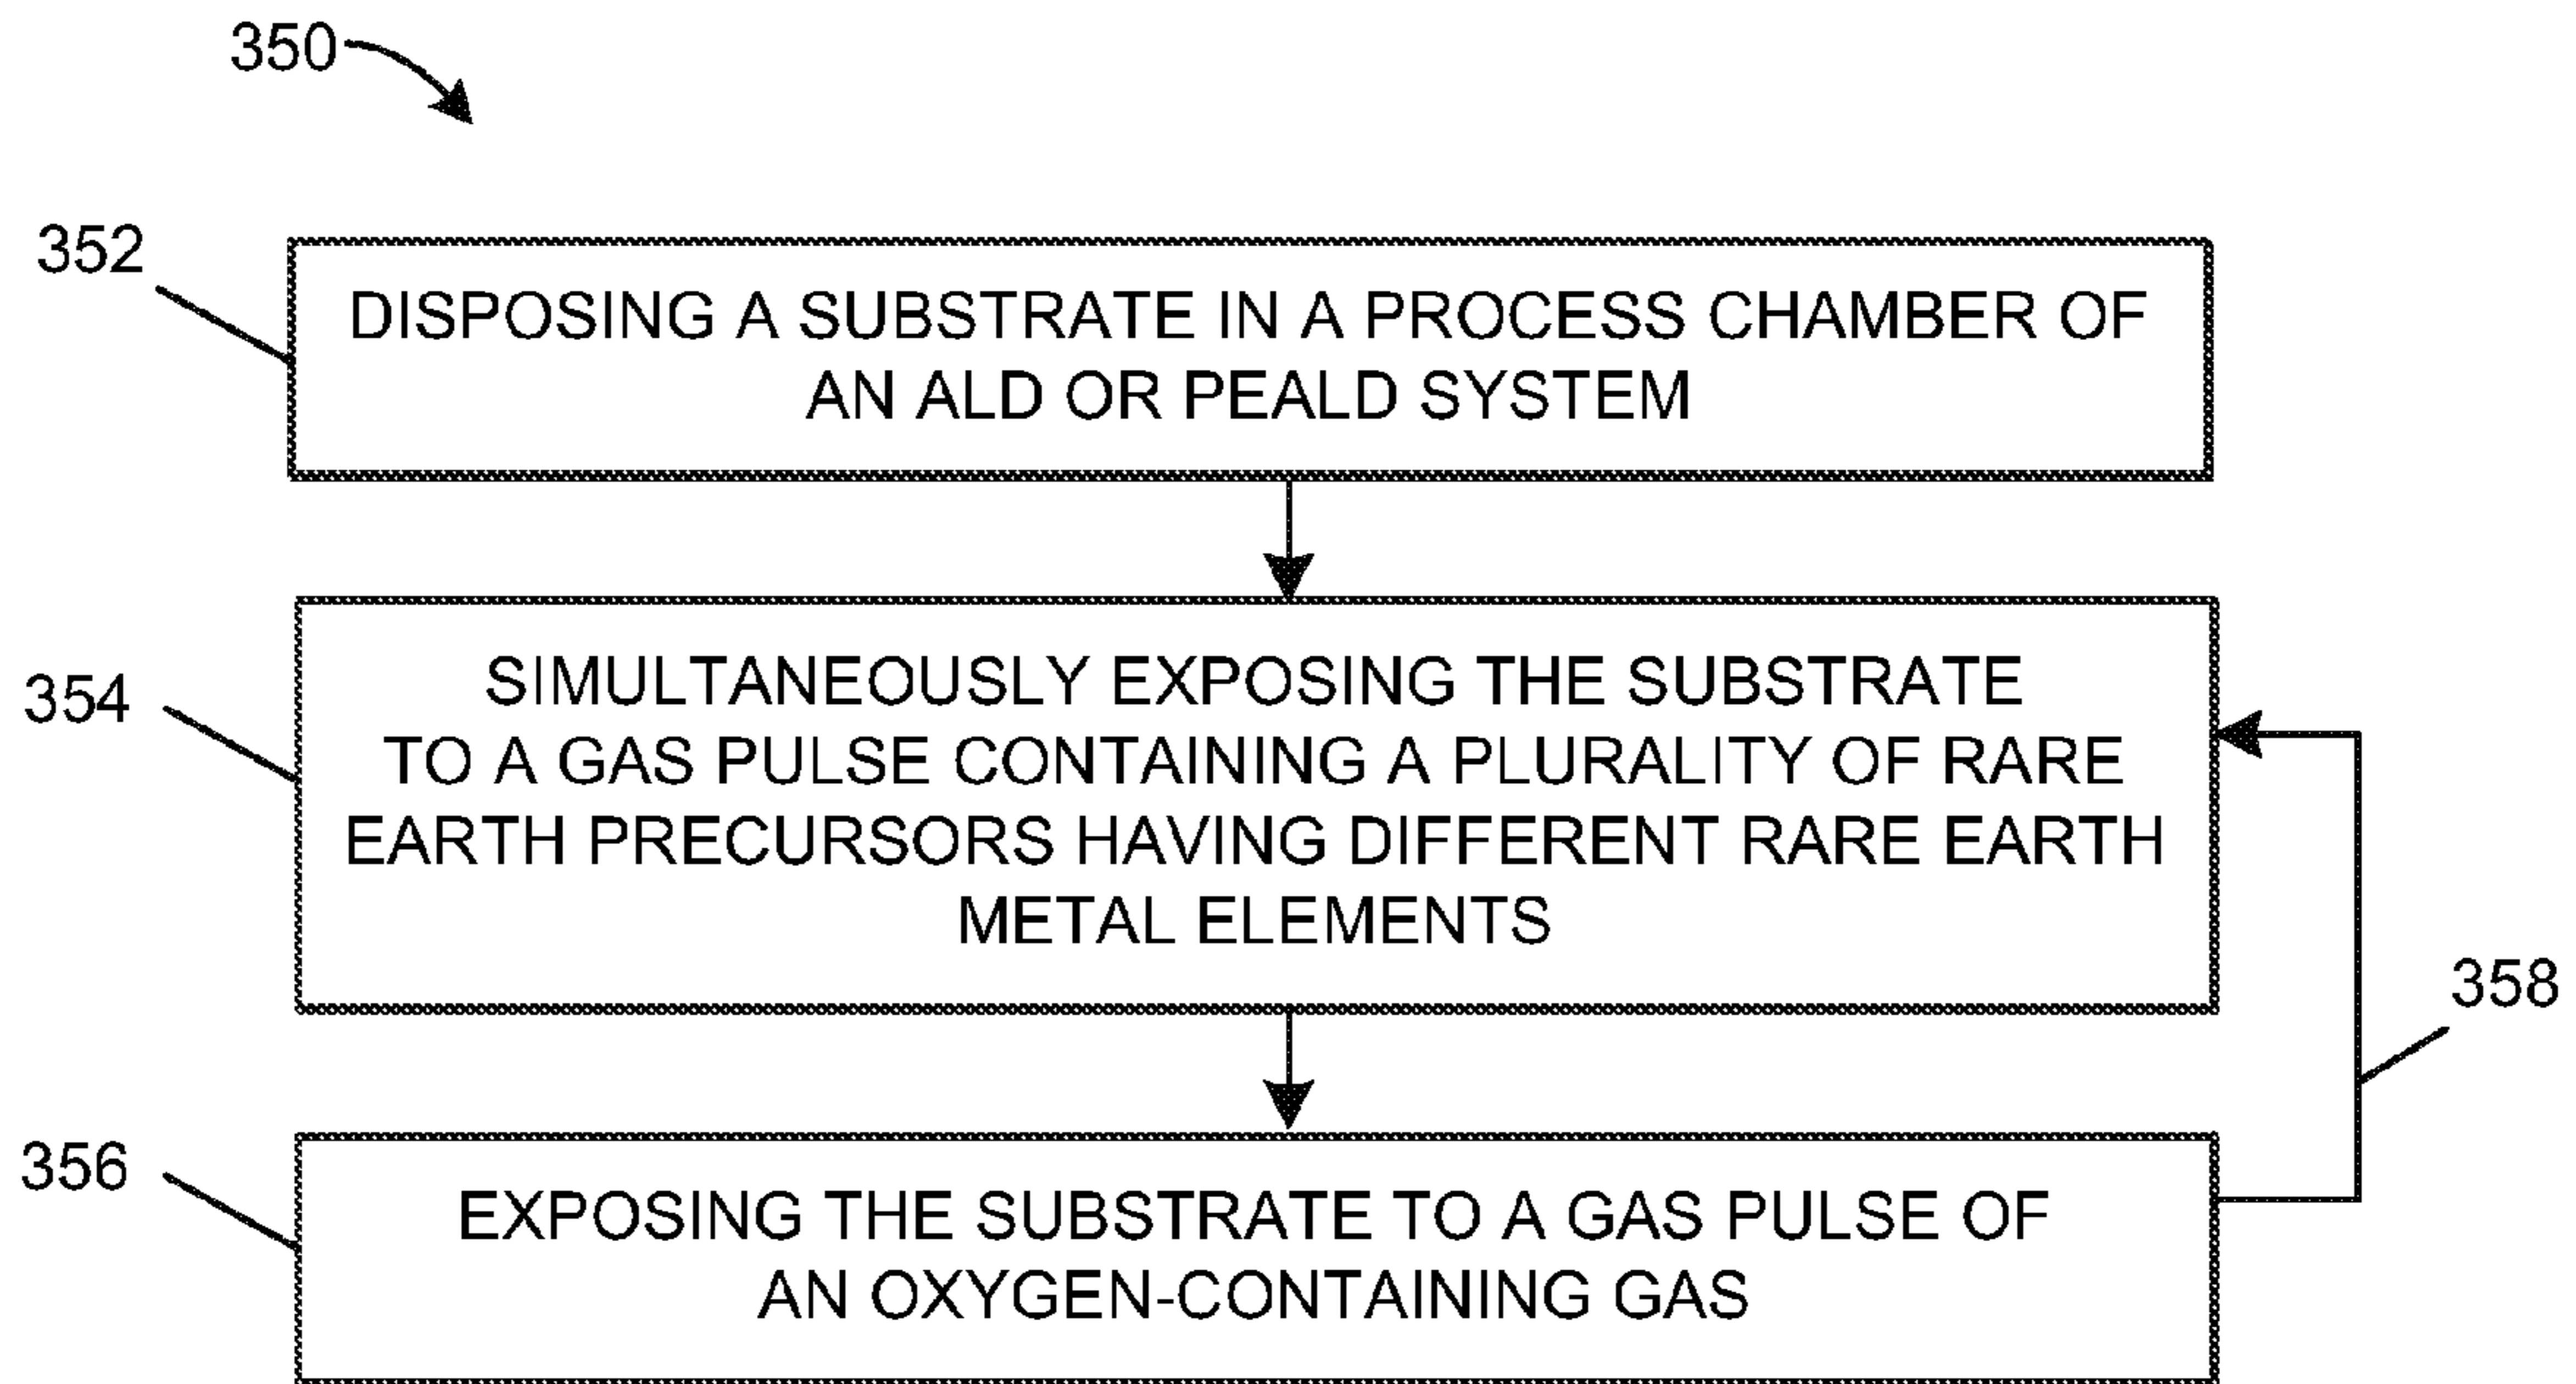 350
352
DISPOSING A SUBSTRATE IN A PROCESS CHAMBER OF
AN ALD OR PEALD SYSTEM
354
SIMULTANEOUSLY EXPOSING THE SUBSTRATE
TO A GAS PULSE CONTAINING A PLURALITY OF RARE
EARTH PRECURSORS HAVING DIFFERENT RARE EARTH
METAL ELEMENTS
358
356
EXPOSING THE SUBSTRATE TO A GAS PULSE OF
AN OXYGEN-CONTAINING GAS